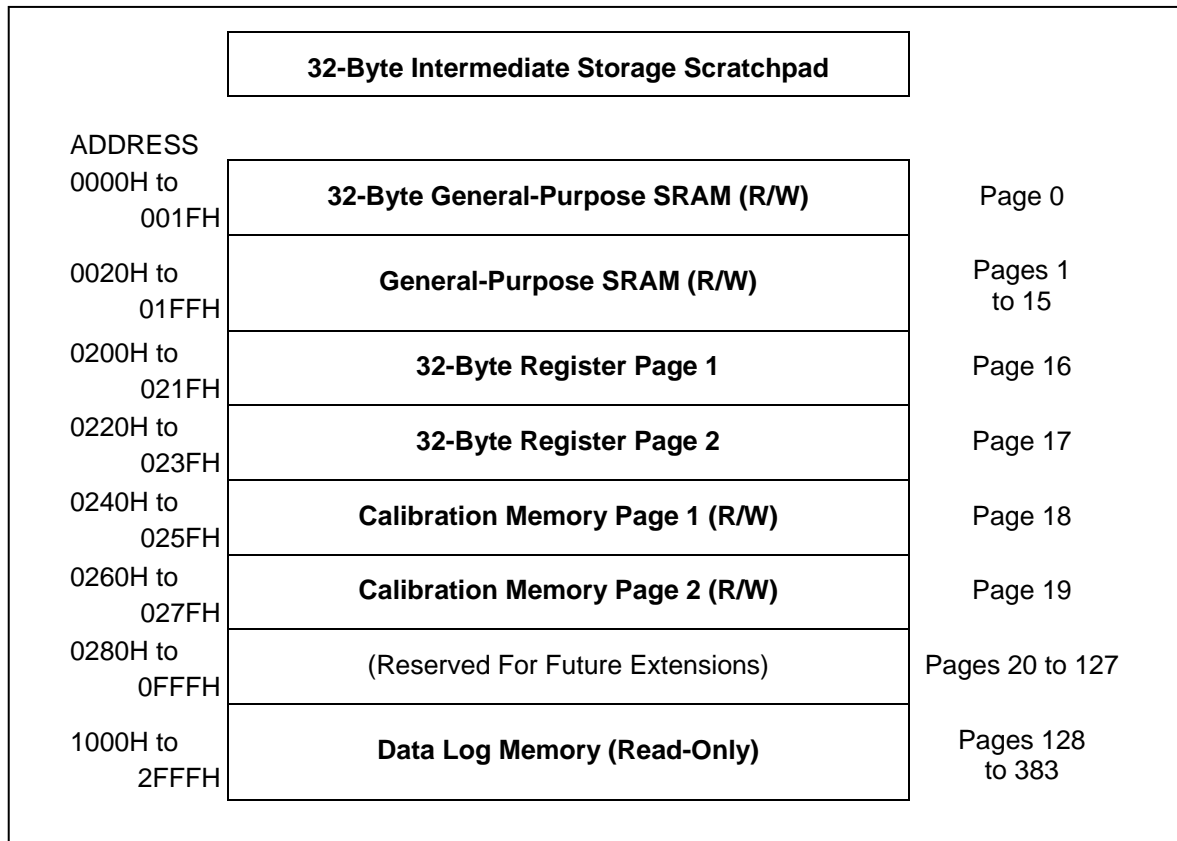 32-Byte Intermediate Storage Scratchpad
ADDRESS
0000H to
001FH
32-Byte General-Purpose SRAM (R/W)
Page 0
0020H to
01FFH
General-Purpose SRAM (R/W)
Pages 1
to 15
0200H to
021FH
32-Byte Register Page 1
Page 16
0220H to
023FH
32-Byte Register Page 2
Page 17
0240H to
025FH
Calibration Memory Page 1 (R/W)
Page 18
0260H to
027FH
Calibration Memory Page 2 (R/W)
Page 19
0280H to
0FFFH
(Reserved For Future Extensions)
Pages 20 to 127
1000H to
2FFFH
Data Log Memory (Read-Only)
Pages 128
to 383